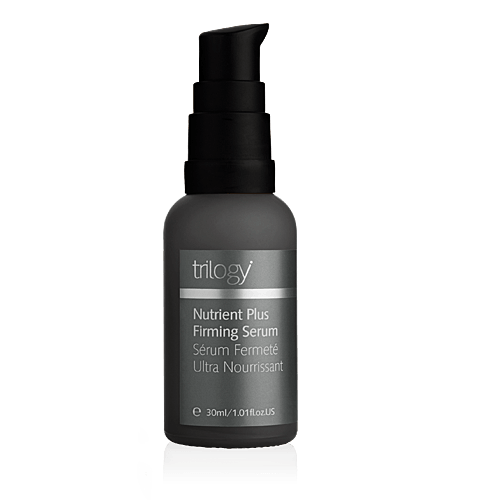 trilogy
Nutrient Plus
Firming Serum
Sérum Fermeté
Ultra Nourrissant
℮ 30ml/1.01fl.oz.US